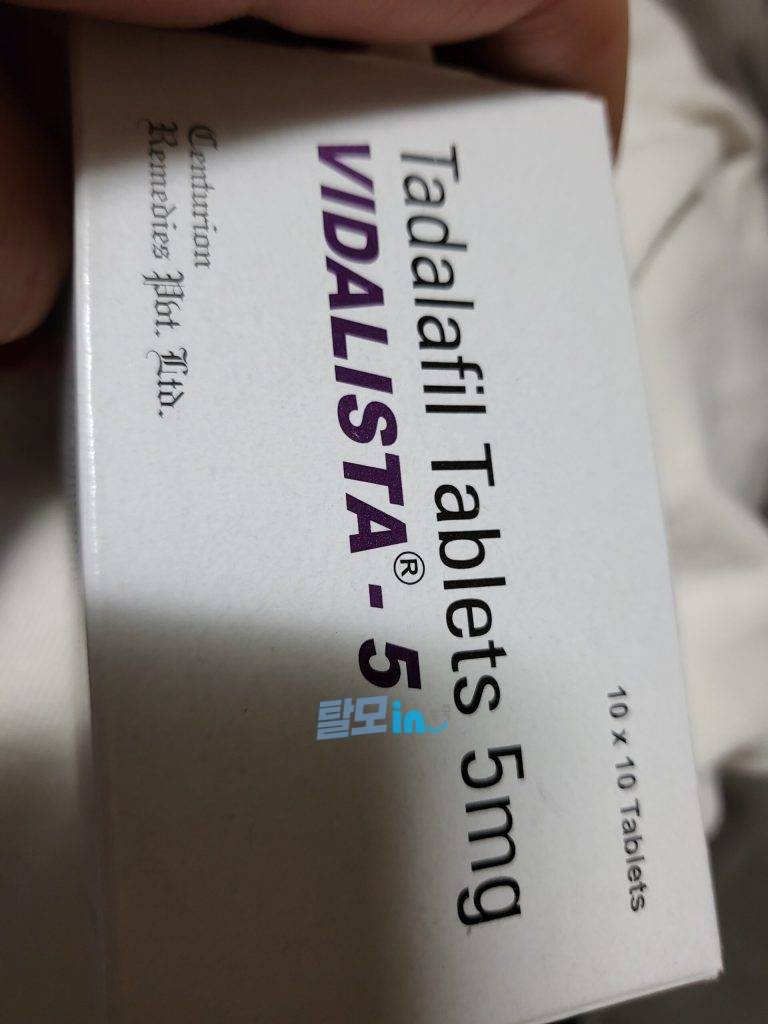 10 x 10 Tablets
Tadalafil Tablets 5mg
VIDALISTA® - 5
탈모in
Centurion
Remedies Pvt. Ltd.